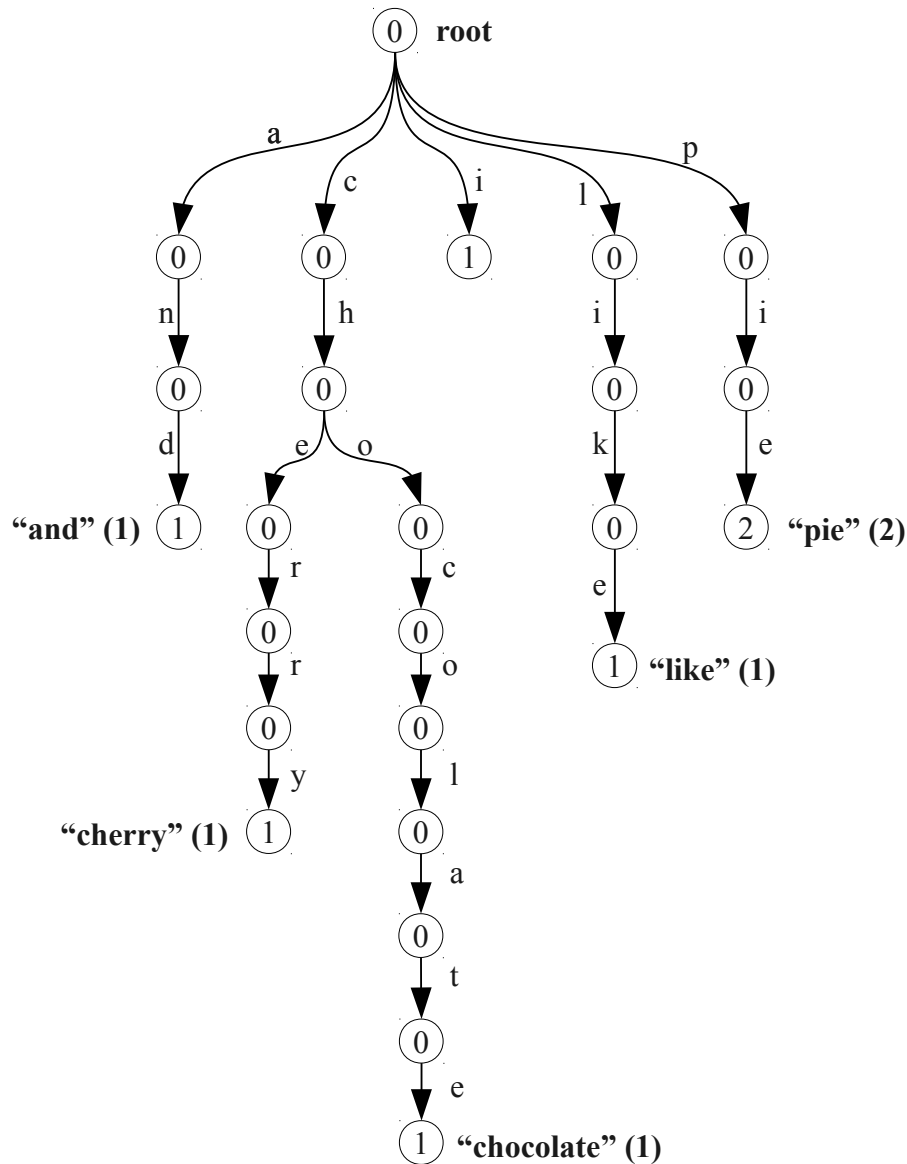 0 root
a
c
i
l
p
0 0 1 0 0
n h i i
0 0 0 0
d e o k e
“and” (1) 1 0 0 0 2 “pie” (2)
r c e
0 0
r o 1 “like” (1)
0 0
y l
“cherry” (1) 1 0
a
0
t
0
e
1 “chocolate” (1)